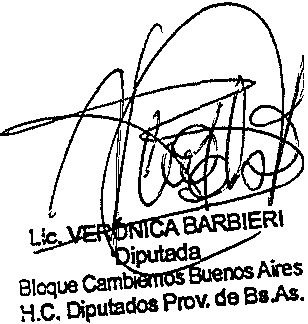 Lic. VERÓNICA BARBIERI
Diputada
Bloque Cambiemos Buenos Aires
H.C. Diputados Prov. de Bs.As.